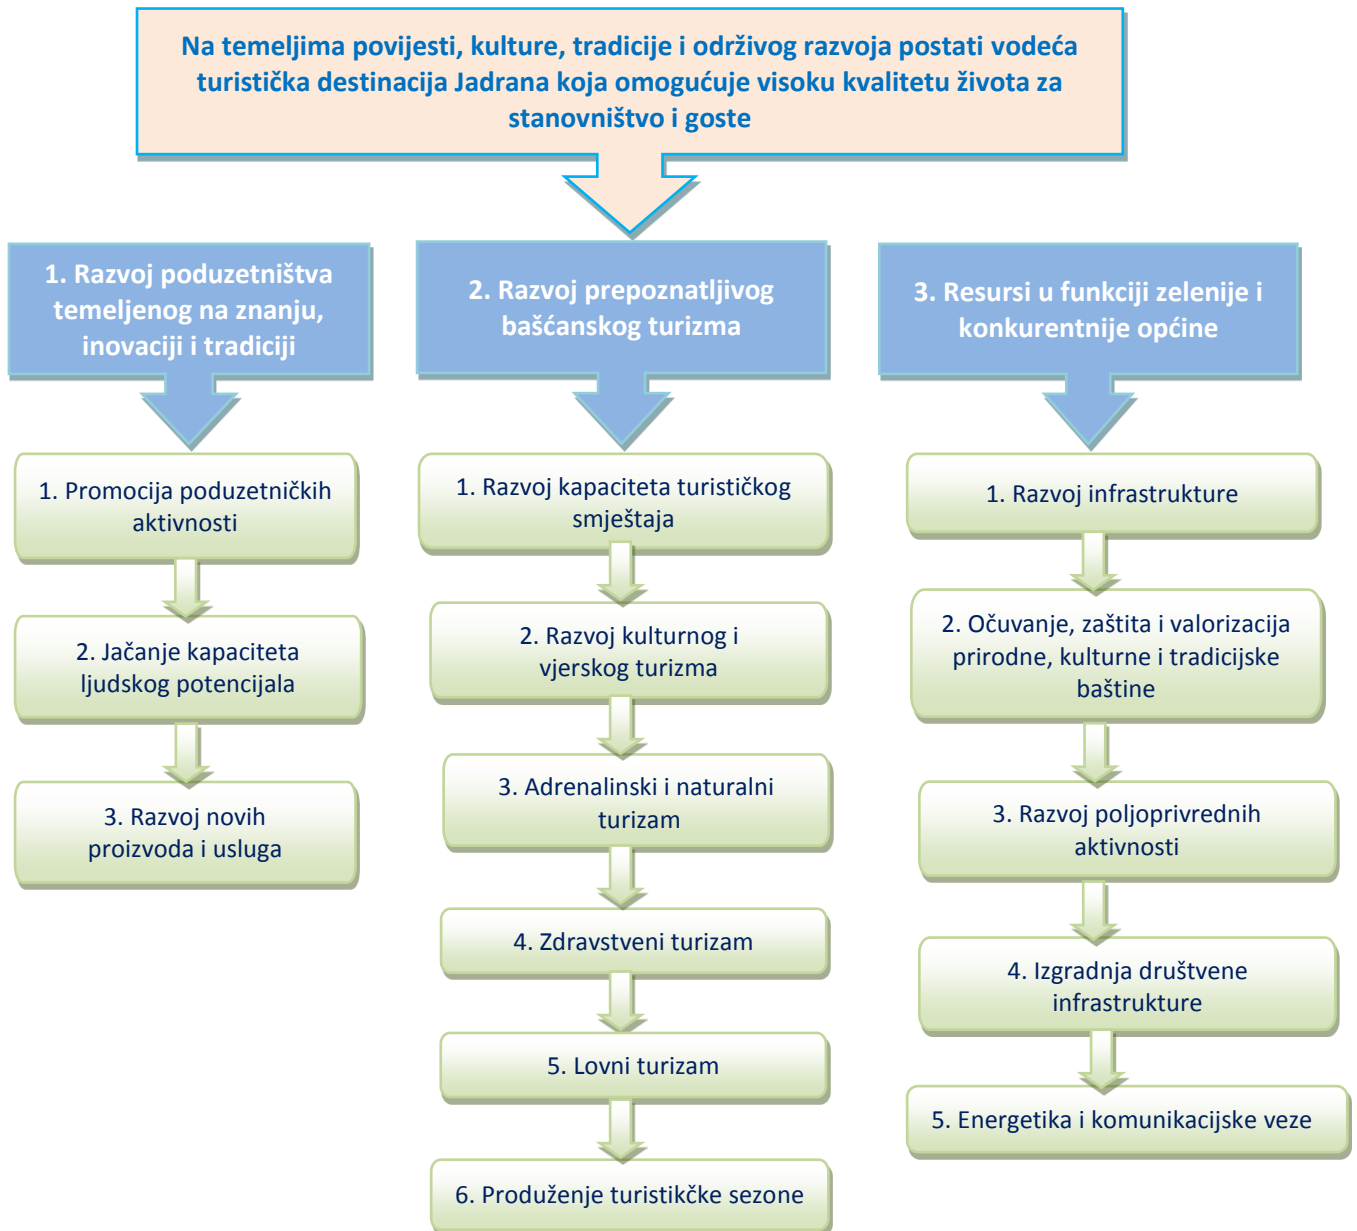 Na temeljima povijesti, kulture, tradicije i održivog razvoja postati vodeća
turistička destinacija Jadrana koja omogućuje visoku kvalitetu života za
stanovništvo i goste
1. Razvoj poduzetništva
temeljenog na znanju,
inovaciji i tradiciji
1. Promocija poduzetničkih
aktivnosti
2. Jačanje kapaciteta
ljudskog potencijala
3. Razvoj novih
proizvoda i usluga
2. Razvoj prepoznatljivog
bašćanskog turizma
1. Razvoj kapaciteta turističkog
smještaja
2. Razvoj kulturnog i
vjerskog turizma
3. Adrenalinski i naturalni
turizam
4. Zdravstveni turizam
5. Lovni turizam
6. Produženje turistikčke sezone
3. Resursi u funkciji zelenije i
konkurentnije općine
1. Razvoj infrastrukture
2. Očuvanje, zaštita i valorizacija
prirodne, kulturne i tradicijske
baštine
3. Razvoj poljoprivrednih
aktivnosti
4. Izgradnja društvene
infrastrukture
5. Energetika i komunikacijske veze